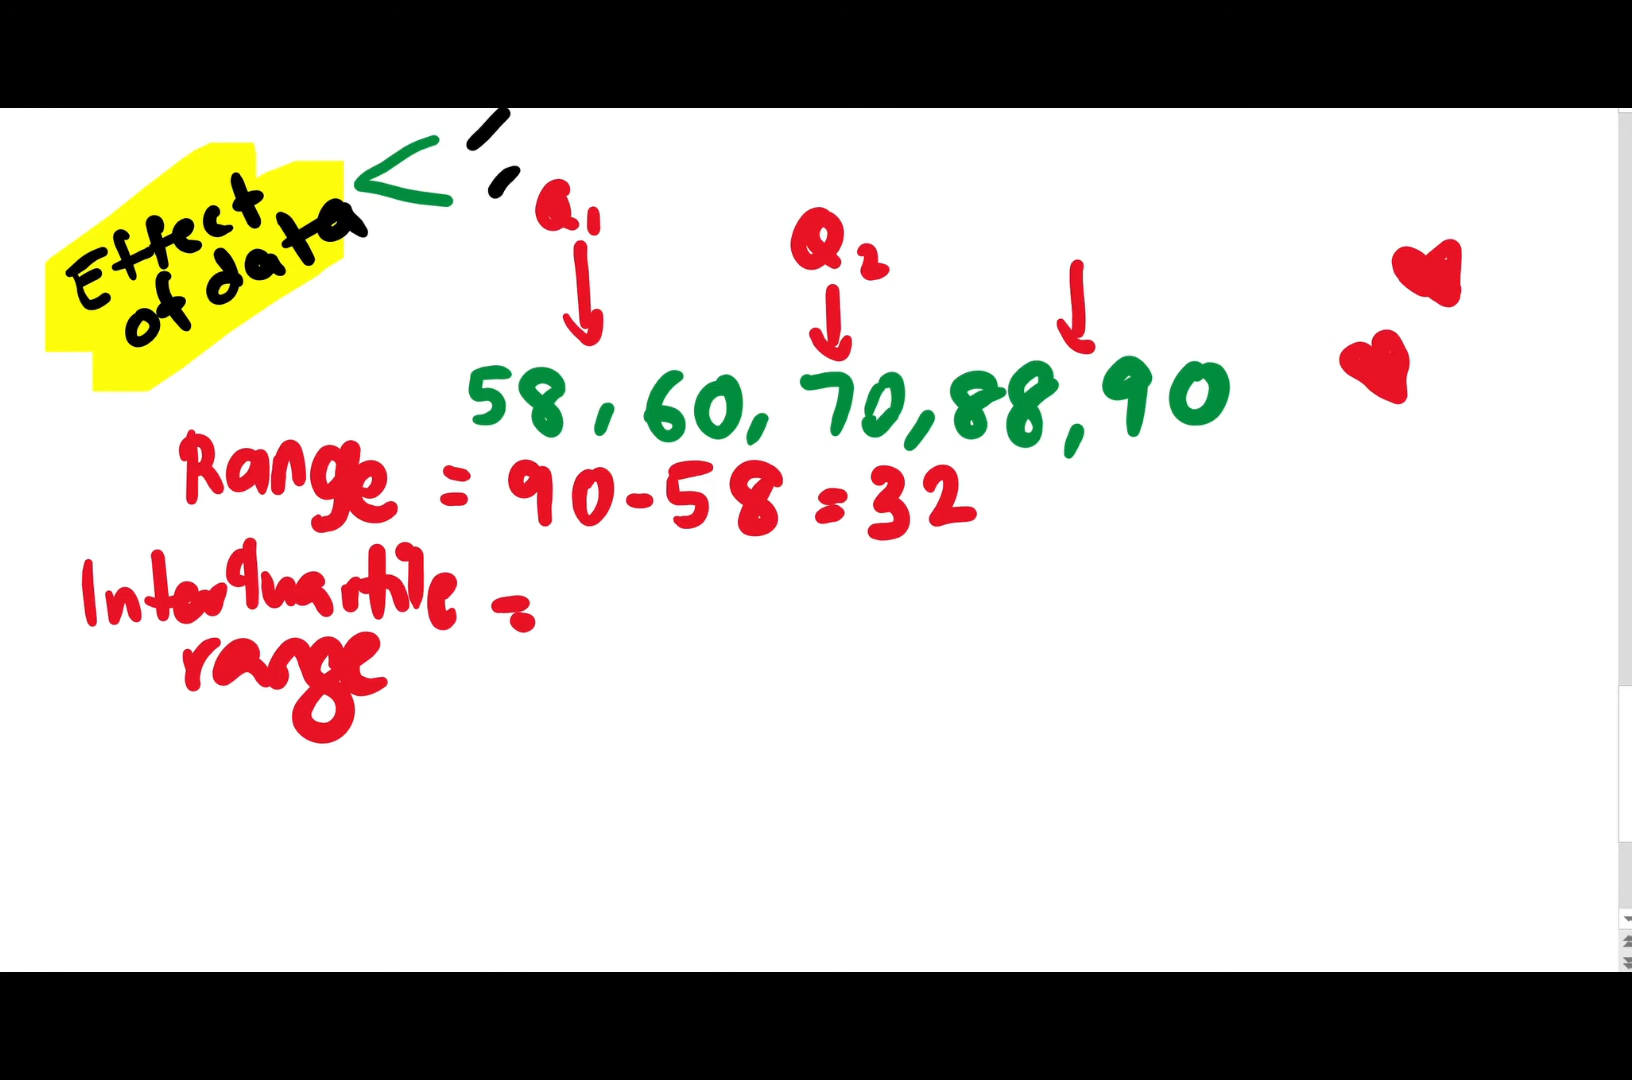 Effect
of data
Q1
Q2
58, 60, 70, 88, 90
Range = 90-58 = 32
Interquartile =
range